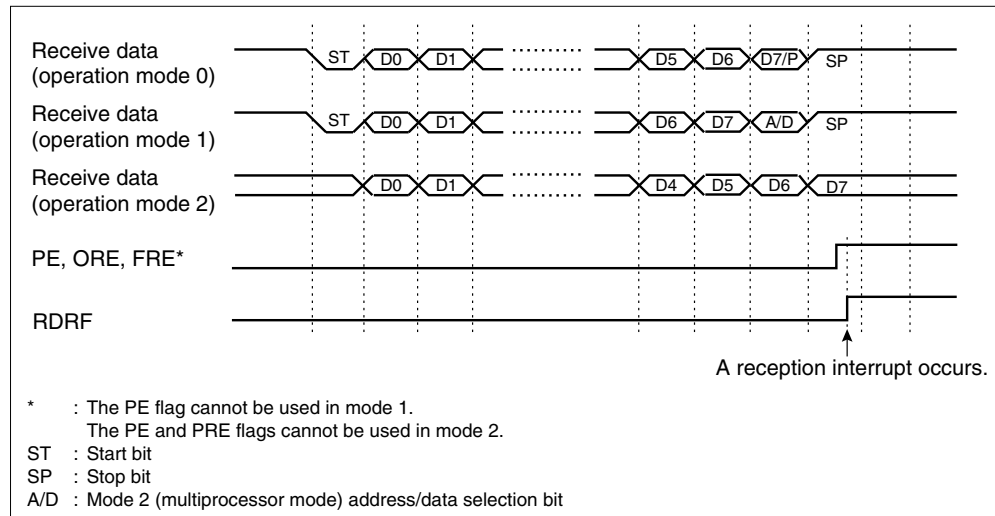 Receive data
(operation mode 0)
ST D0 D1 ............ D5 D6 D7/P SP
Receive data
(operation mode 1)
ST D0 D1 ............ D6 D7 A/D SP
Receive data
(operation mode 2)
D0 D1 ............ D4 D5 D6 D7
PE, ORE, FRE*
RDRF
A reception interrupt occurs.
* : The PE flag cannot be used in mode 1.
The PE and PRE flags cannot be used in mode 2.
ST : Start bit
SP : Stop bit
A/D : Mode 2 (multiprocessor mode) address/data selection bit